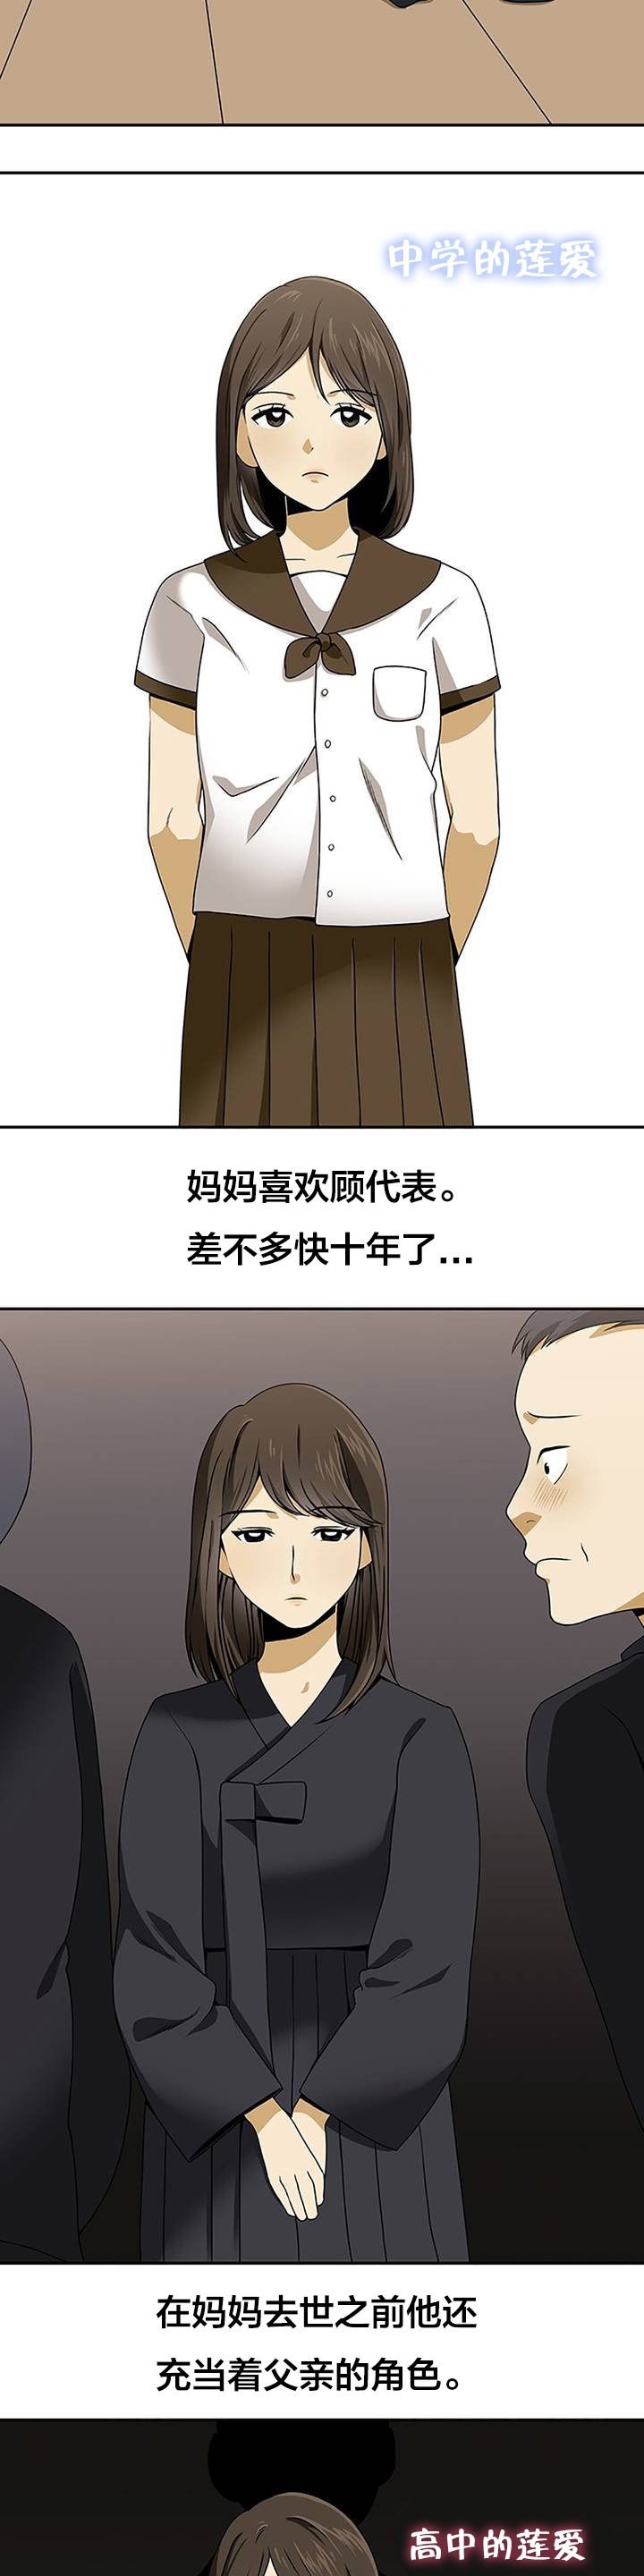 中学的莲爱
妈妈喜欢顾代表。
差不多快十年了...
在妈妈去世之前他还
充当着父亲的角色。
高中的莲爱